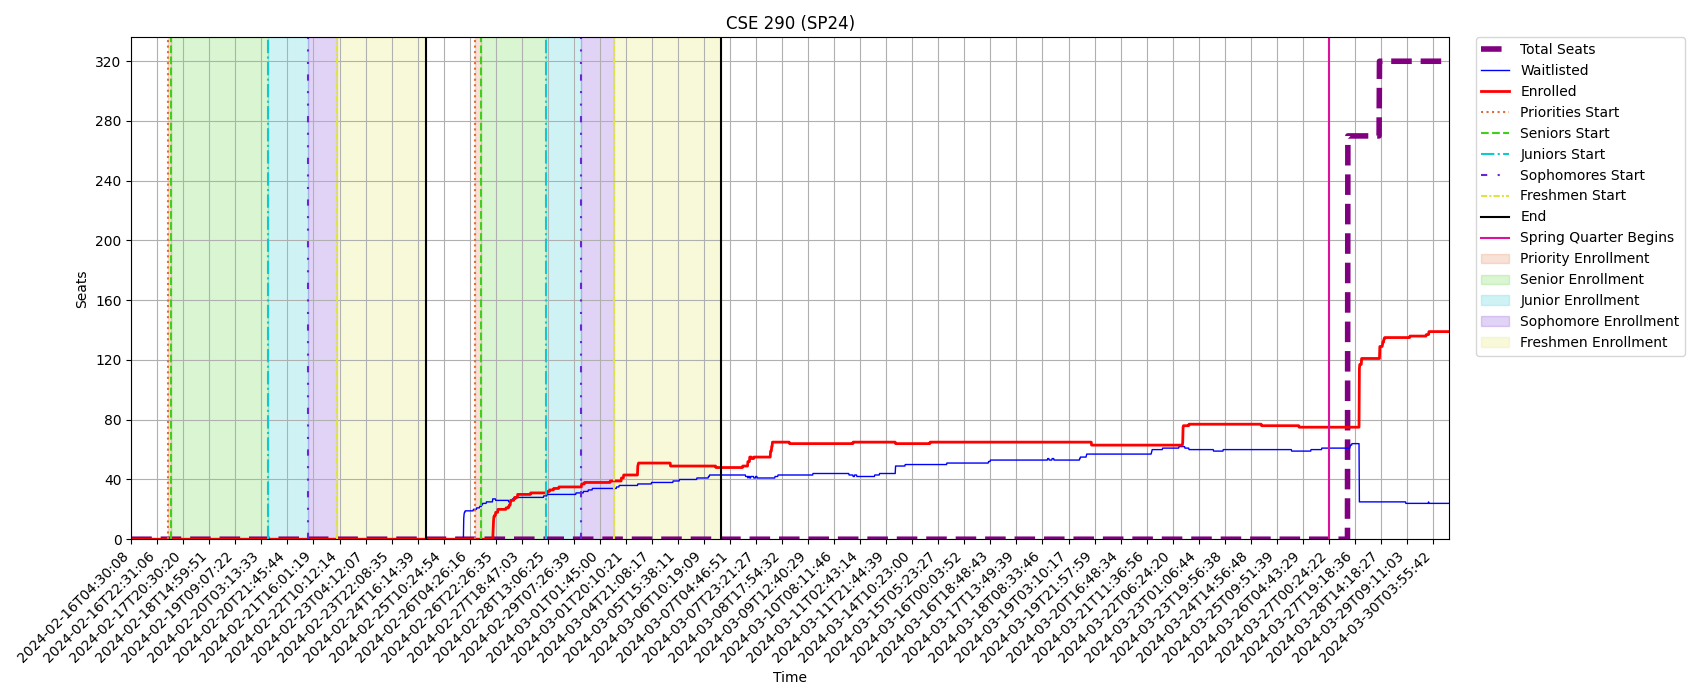 CSE 290 (SP24)
Seats
320
280
240
200
160
120
80
40
0
2024-02-16T04:30:08
2024-02-16T22:31:06
2024-02-17T20:30:20
2024-02-18T14:59:51
2024-02-19T09:07:22
2024-02-20T03:13:33
2024-02-20T21:45:44
2024-02-21T16:01:19
2024-02-22T10:12:14
2024-02-23T04:12:07
2024-02-23T22:08:35
2024-02-24T16:14:39
2024-02-25T10:24:54
2024-02-26T04:26:16
2024-02-26T22:26:35
2024-02-27T18:47:03
2024-02-28T13:06:25
2024-02-29T07:26:39
2024-03-01T01:45:00
2024-03-01T20:10:21
2024-03-04T21:08:17
2024-03-05T15:38:11
2024-03-06T10:19:09
2024-03-07T04:46:51
2024-03-07T23:21:27
2024-03-08T17:54:32
2024-03-09T12:40:29
2024-03-10T08:11:46
2024-03-11T02:43:14
2024-03-11T21:44:39
2024-03-14T10:23:00
2024-03-15T05:23:27
2024-03-16T00:03:52
2024-03-16T18:48:43
2024-03-17T13:49:39
2024-03-18T08:33:46
2024-03-19T03:10:17
2024-03-19T21:57:59
2024-03-20T16:48:34
2024-03-21T11:36:56
2024-03-22T06:24:20
2024-03-23T01:06:44
2024-03-23T19:56:38
2024-03-24T14:56:48
2024-03-25T09:51:39
2024-03-26T04:43:29
2024-03-27T00:24:22
2024-03-27T19:18:36
2024-03-28T14:18:27
2024-03-29T09:11:03
2024-03-30T03:55:42
Time
Total Seats
Waitlisted
Enrolled
Priorities Start
Seniors Start
Juniors Start
Sophomores Start
Freshmen Start
End
Spring Quarter Begins
Priority Enrollment
Senior Enrollment
Junior Enrollment
Sophomore Enrollment
Freshmen Enrollment